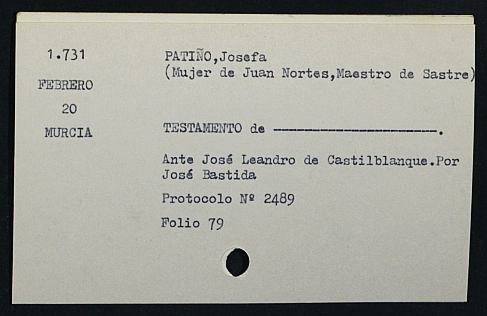 1.731
FEBRERO
20
MURCIA
PATIÑO,Josefa
(Mujer de Juan Nortes,Maestro de Sastre)
TESTAMENTO de ------------------------.
Ante José Leandro de Castilblanque.Por
José Bastida
Protocolo Nº 2489
Folio 79